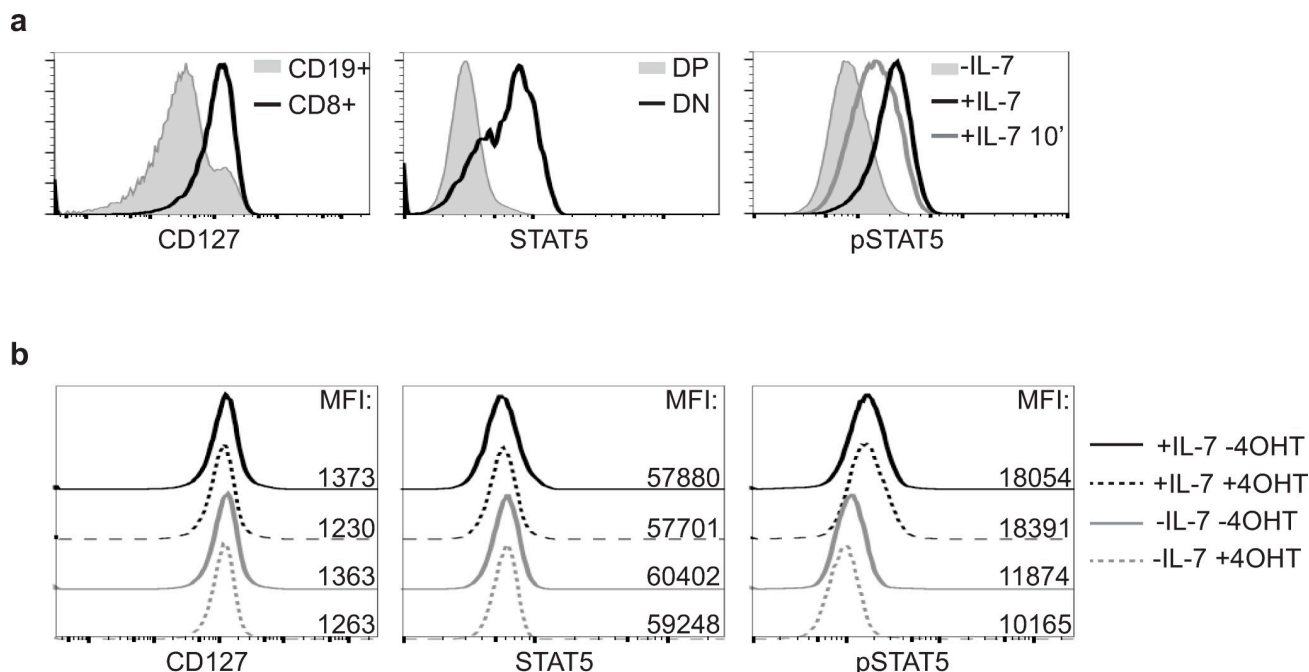 a
CD19+
CD8+
CD127
DP
DN
STAT5
-IL-7
+IL-7
+IL-7 10'
pSTAT5
b
MFI:
1373
1230
1363
1263
CD127
MFI:
57880
57701
60402
59248
STAT5
MFI:
18054
18391
11874
10165
pSTAT5
+IL-7 -4OHT
+IL-7 +4OHT
-IL-7 -4OHT
-IL-7 +4OHT